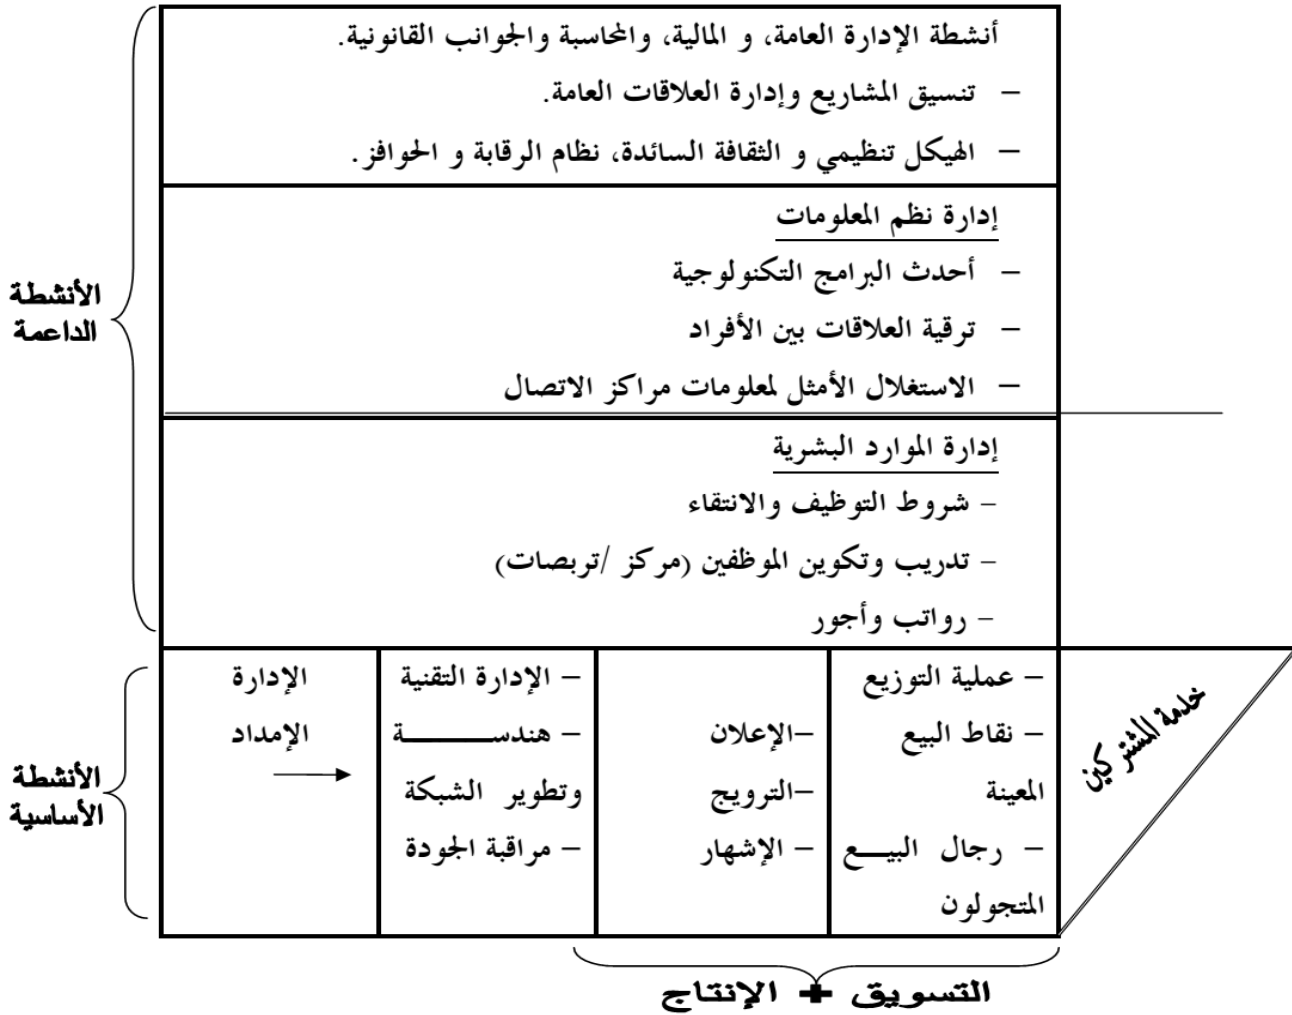 أنشطة الإدارة العامة، و المالية، والمحاسبة والجوانب القانونية.
– تنسيق المشاريع وإدارة العلاقات العامة.
– الهيكل تنظيمي و الثقافة السائدة، نظام الرقابة و الحوافز.
إدارة نظم المعلومات
– أحدث البرامج التكنولوجية
– ترقية العلاقات بين الأفراد
– الاستغلال الأمثل لمعلومات مراكز الاتصال
الأنشطة
الداعمة
إدارة الموارد البشرية
– شروط التوظيف والانتقاء
– تدريب وتكوين الموظفين (مركز /تربصات)
– رواتب وأجور
خدمة المشتركين
– عملية التوزيع
– نقاط البيع
المعينة
– رجال البيـــع
المتجولون
–الإعلان
–الترويج
– الإشهار
– الإدارة التقنية
– هندســـــــــة
وتطوير الشبكة
– مراقبة الجودة
الإدارة
الإمداد
الأنشطة
الأساسية
التسويق + الإنتاج